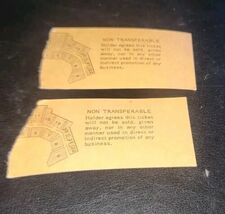 NON TRANSFERABLE
Holder agrees this ticket
will not be sold, given
away, nor in any other
manner used in direct or
indirect promotion of any
business.
NON TRANSFERABLE
Holder agrees this ticket
will not be sold, given
away, nor in any other
manner used in direct or
indirect promotion of any
business.